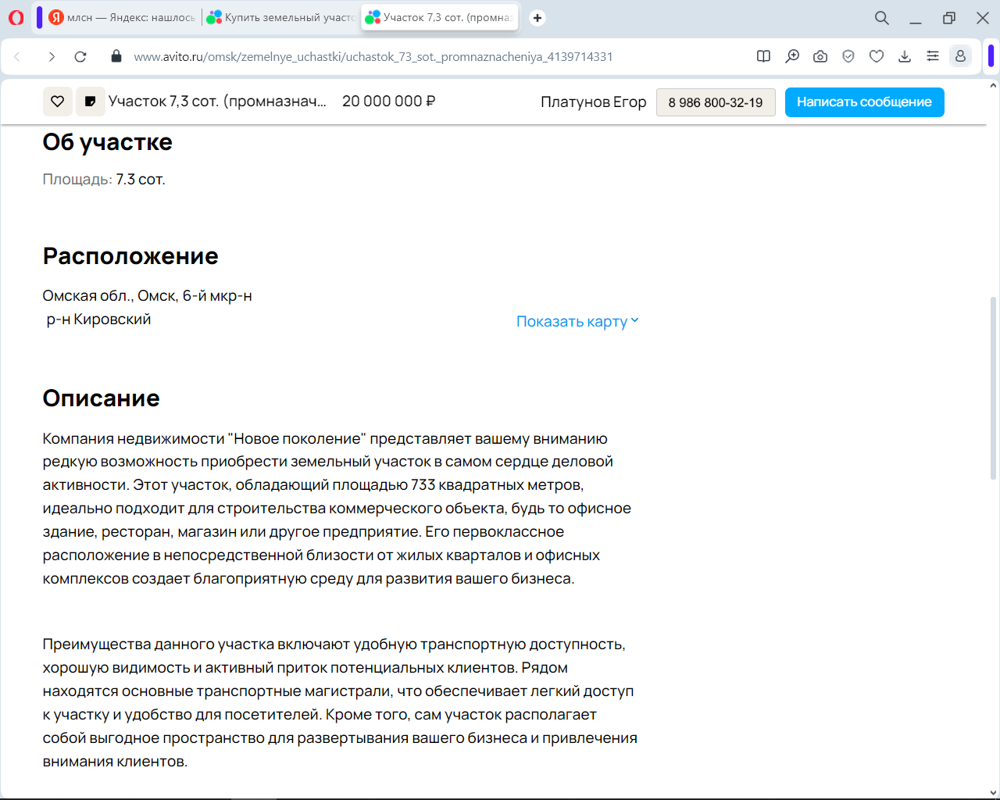 млсн — Яндекс: нашлось
Купить земельный участо
Участок 7,3 сот. (промназ
www.avito.ru/omsk/zemelnye_uchastki/uchastok_73_sot._promnaznacheniya_4139714331
Участок 7,3 сот. (промназнач... 20 000 000 ₽
Платунов Егор
8 986 800-32-19
Написать сообщение
Об участке
Площадь: 7.3 сот.
Расположение
Омская обл., Омск, 6-й мкр-н
р-н Кировский
Показать карту
Описание
Компания недвижимости "Новое поколение" представляет вашему вниманию
редкую возможность приобрести земельный участок в самом сердце деловой
активности. Этот участок, обладающий площадью 733 квадратных метров,
идеально подходит для строительства коммерческого объекта, будь то офисное
здание, ресторан, магазин или другое предприятие. Его первоклассное
расположение в непосредственной близости от жилых кварталов и офисных
комплексов создает благоприятную среду для развития вашего бизнеса.
Преимущества данного участка включают удобную транспортную доступность,
хорошую видимость и активный приток потенциальных клиентов. Рядом
находятся основные транспортные магистрали, что обеспечивает легкий доступ
к участку и удобство для посетителей. Кроме того, сам участок располагает
собой выгодное пространство для развертывания вашего бизнеса и привлечения
внимания клиентов.